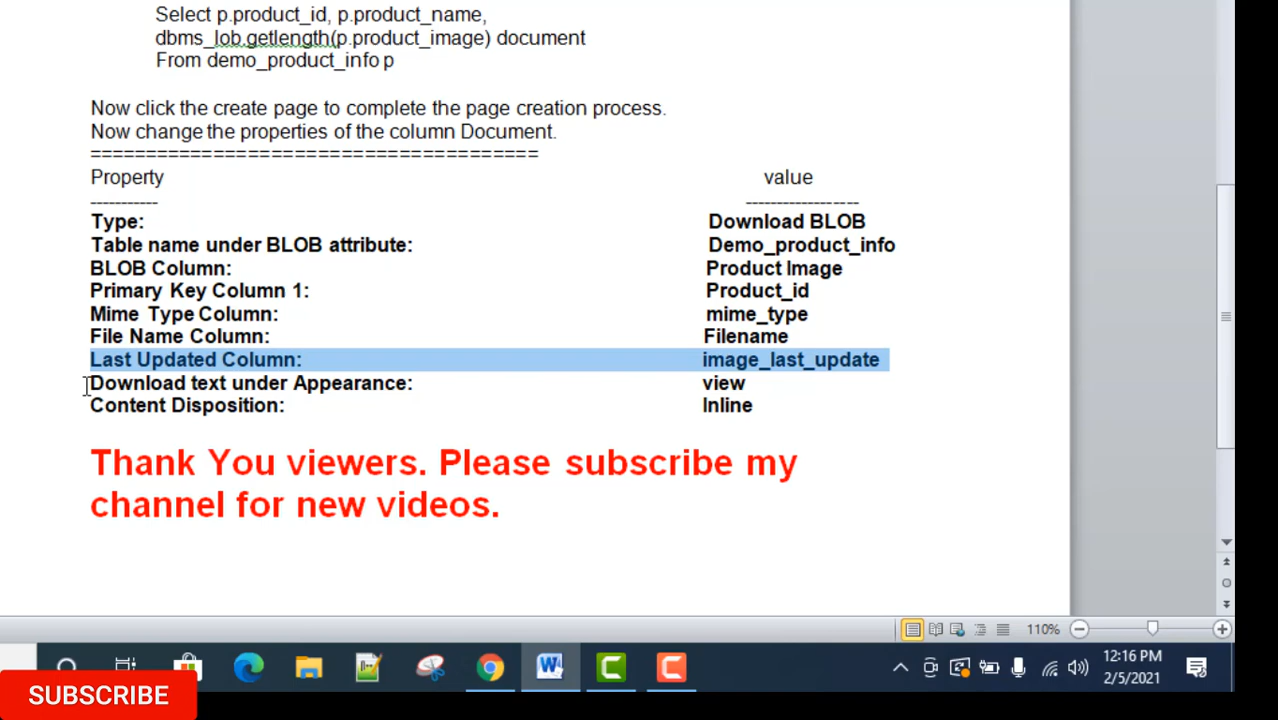 Select p.product_id, p.product_name,
dbms_lob.getlength(p.product_image) document
From demo_product_info p
Now click the create page to complete the page creation process.
Now change the properties of the column Document.
=======================================
Property value
----------- ------------------
Type: Download BLOB
Table name under BLOB attribute: Demo_product_info
BLOB Column: Product Image
Primary Key Column 1: Product_id
Mime Type Column: mime_type
File Name Column: Filename
Last Updated Column: image_last_update
Download text under Appearance: view
Content Disposition: Inline
Thank You viewers. Please subscribe my
channel for new videos.
110%
12:16 PM
2/5/2021
SUBSCRIBE